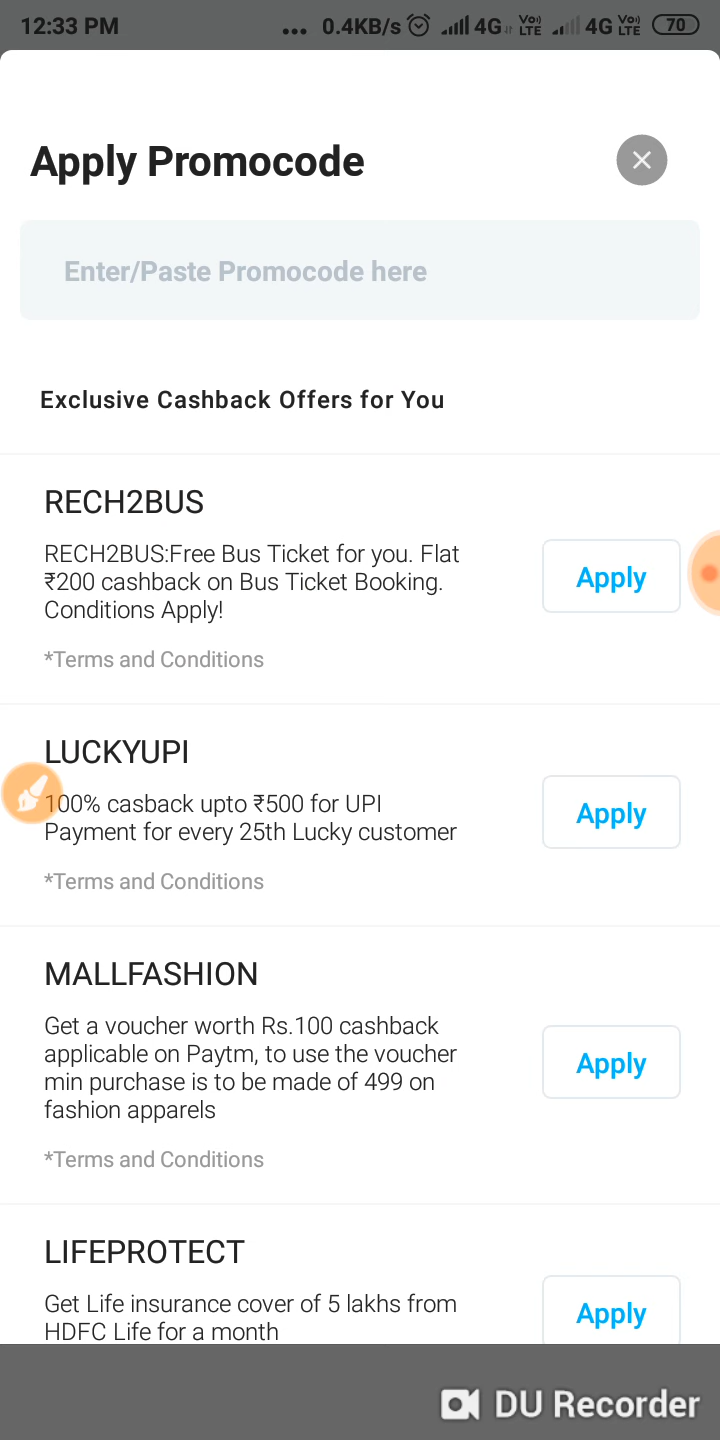 12:33 PM ... 0.4KB/s 4G Vo)) LTE 4G Vo)) LTE 70
Apply Promocode
Enter/Paste Promocode here
Exclusive Cashback Offers for You
RECH2BUS
RECH2BUS:Free Bus Ticket for you. Flat
₹200 cashback on Bus Ticket Booking.
Conditions Apply!
Apply
*Terms and Conditions
LUCKYUPI
100% casback upto ₹500 for UPI
Payment for every 25th Lucky customer
Apply
*Terms and Conditions
MALLFASHION
Get a voucher worth Rs.100 cashback
applicable on Paytm, to use the voucher
min purchase is to be made of 499 on
fashion apparels
Apply
*Terms and Conditions
LIFEPROTECT
Get Life insurance cover of 5 lakhs from
HDFC Life for a month
Apply
DU Recorder